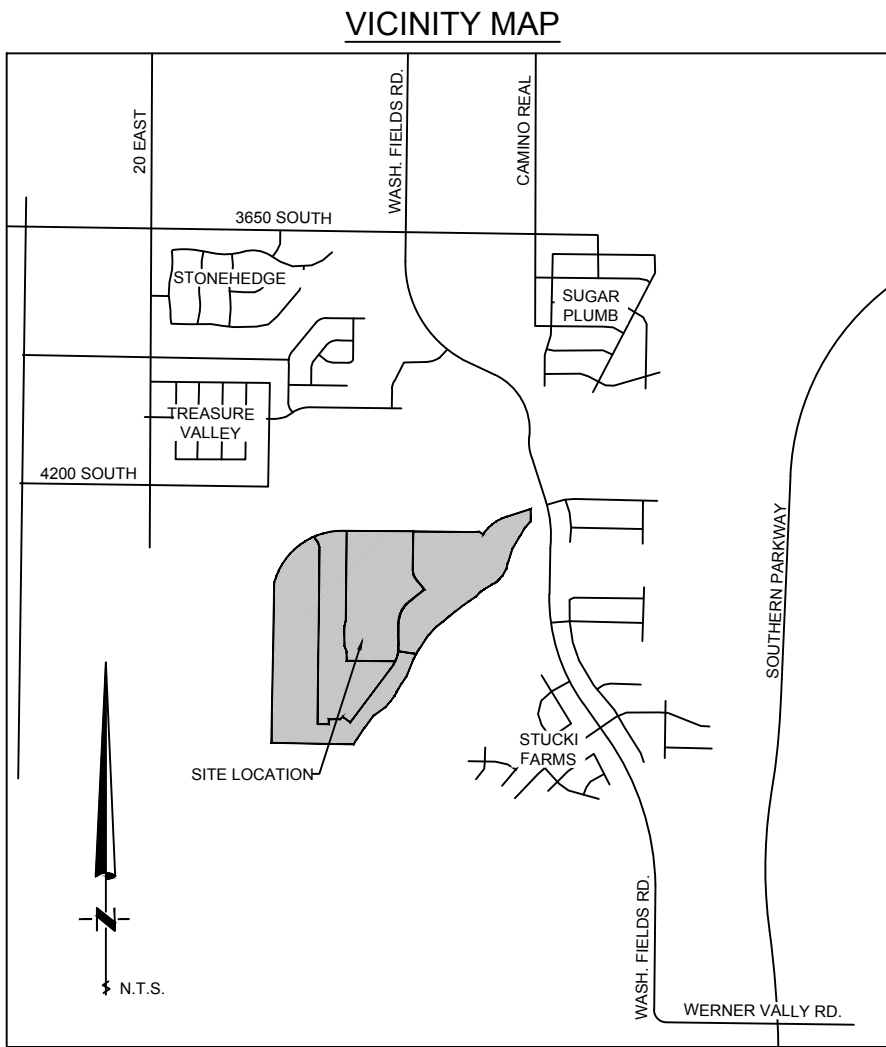 VICINITY MAP
20 EAST
WASH. FIELDS RD.
CAMINO REAL
3650 SOUTH
STONEHEDGE
SUGAR
PLUMB
TREASURE
VALLEY
4200 SOUTH
SOUTHERN PARKWAY
STUCKI
FARMS
SITE LOCATION
WASH. FIELDS RD.
N
N.T.S.
WERNER VALLY RD.